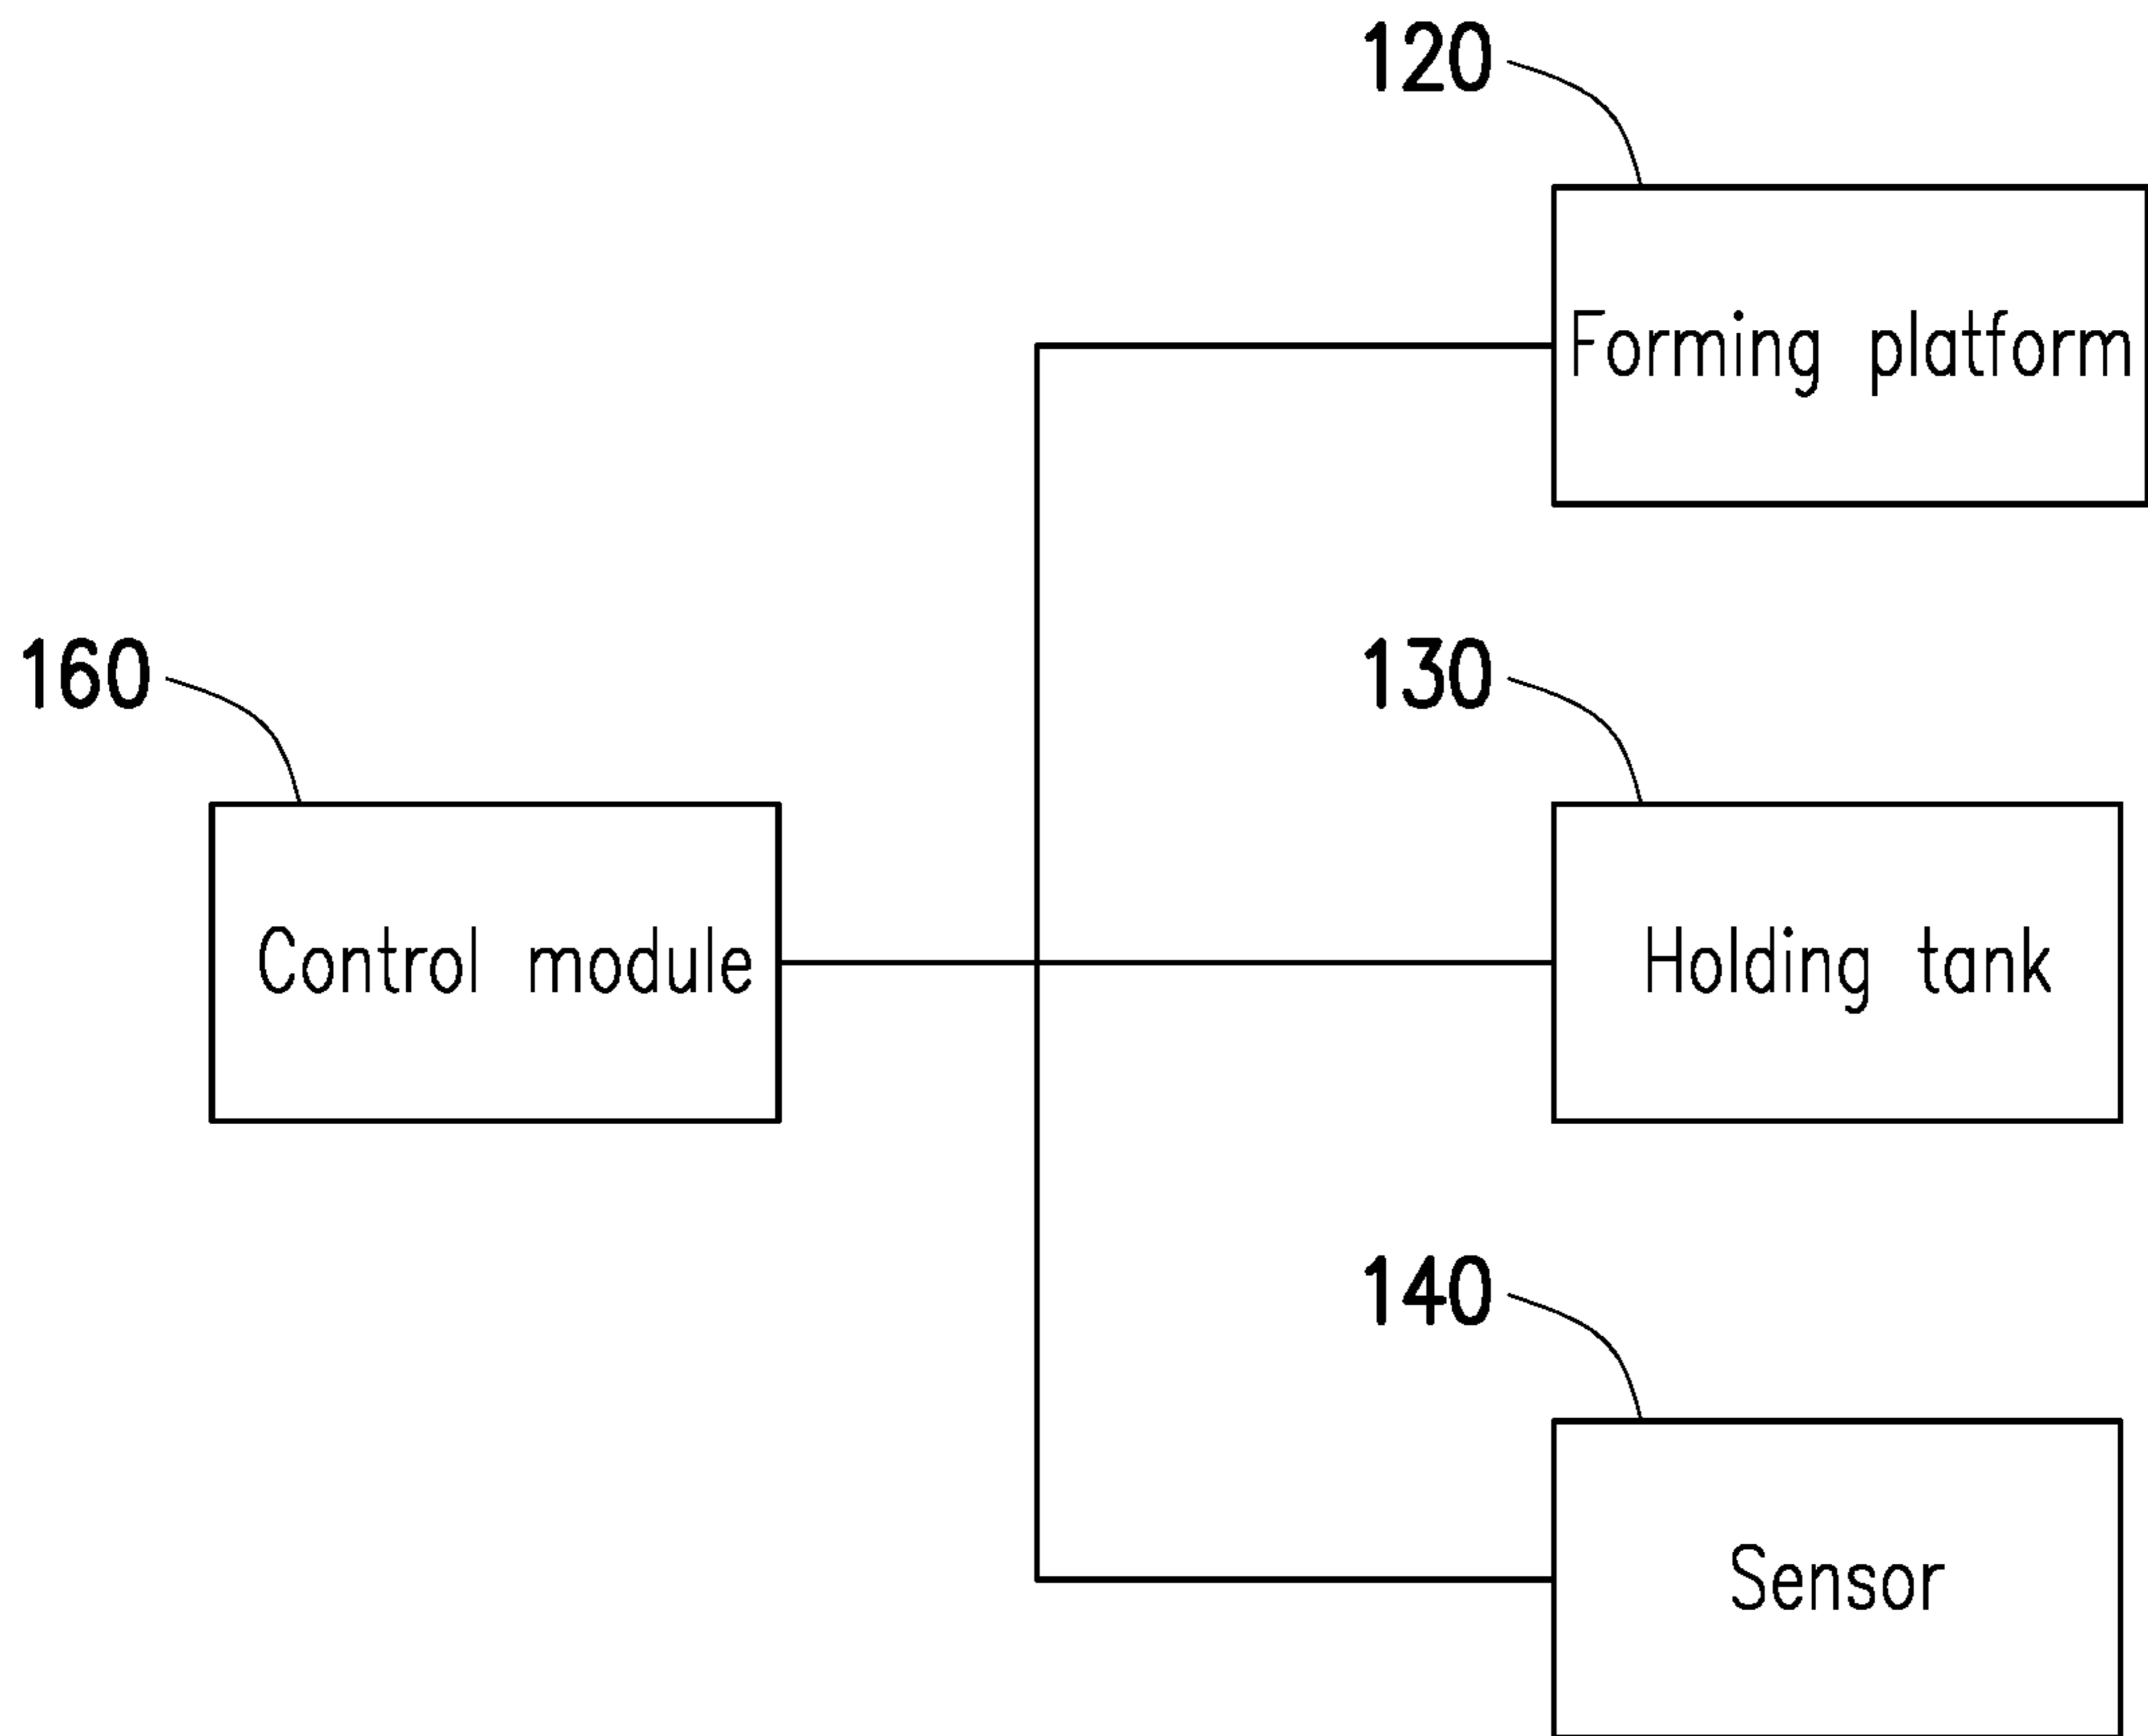 120
Forming platform
160
130
Control module
Holding tank
140
Sensor